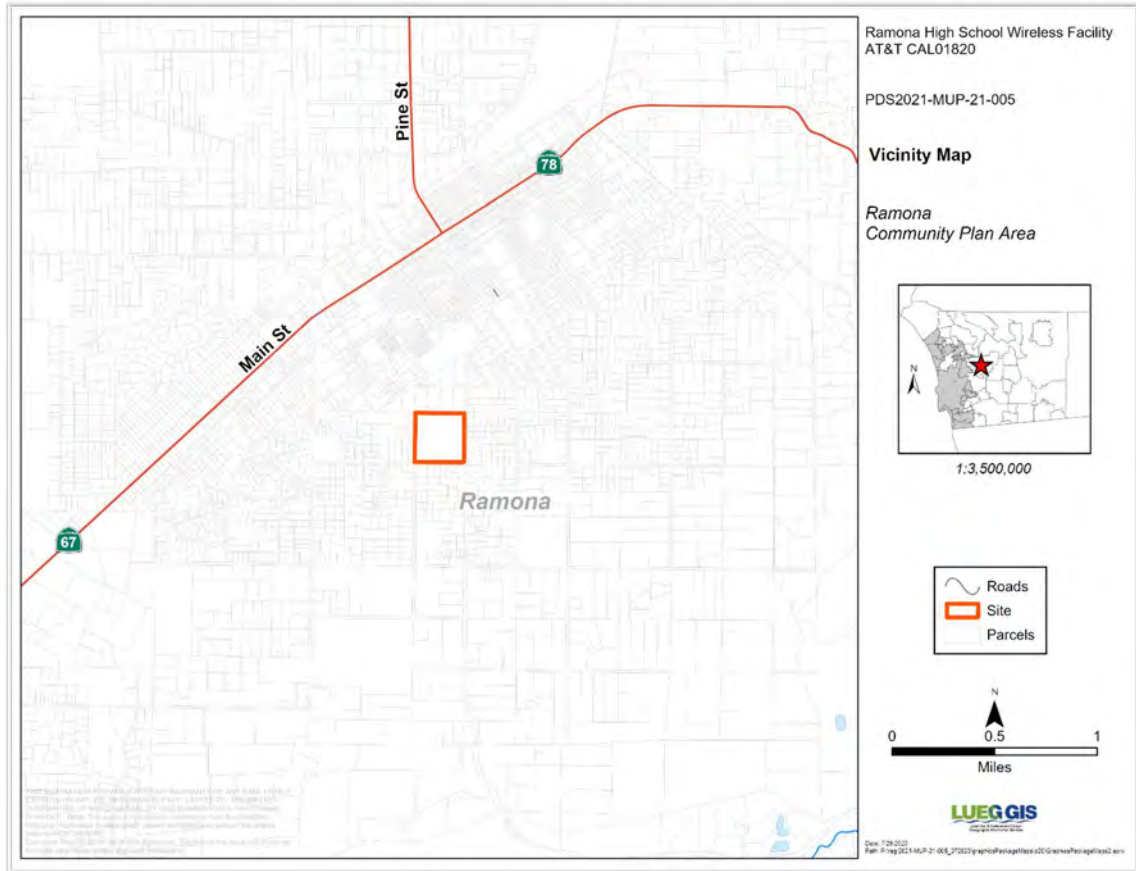 Ramona High School Wireless Facility
AT&T CAL01820
PDS2021-MUP-21-005
Vicinity Map
Ramona
Community Plan Area
Pine St
78
Main St
67
Ramona
N
1:3,500,000
Roads
Site
Parcels
N
0 0.5 1
Miles
LUEG GIS